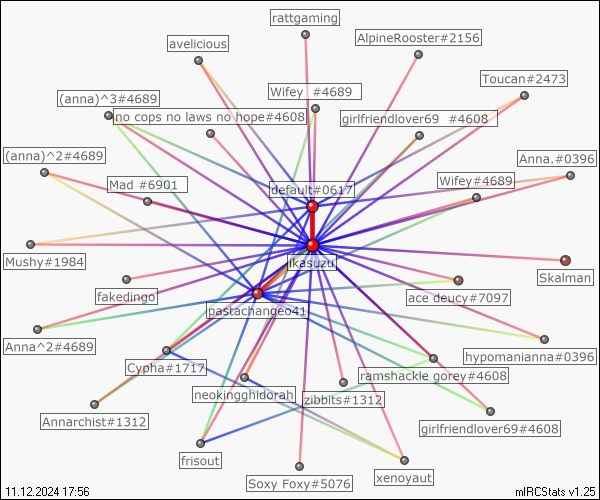 rattgaming
AlpineRooster#2156
avelicious
Toucan#2473
Wifey #4689
(anna)^3#4689
no cops no laws no hope#4608
girlfriendlover69 #4608
(anna)^2#4689
Anna.#0396
Mad #6901
default#0617
Wifey#4689
Mushy#1984
ikasuzu
Skalman
fakedingo
ace deucy#7097
pastachangeo41
Anna^2#4689
hypomanianna#0396
Cypha#1717
ramshackle gorey#4608
neokingghidorah
zibbits#1312
Annarchist#1312
girlfriendlover69#4608
frisout
xenoyaut
Soxy Foxy#5076
11.12.2024 17:56
mIRCStats v1.25